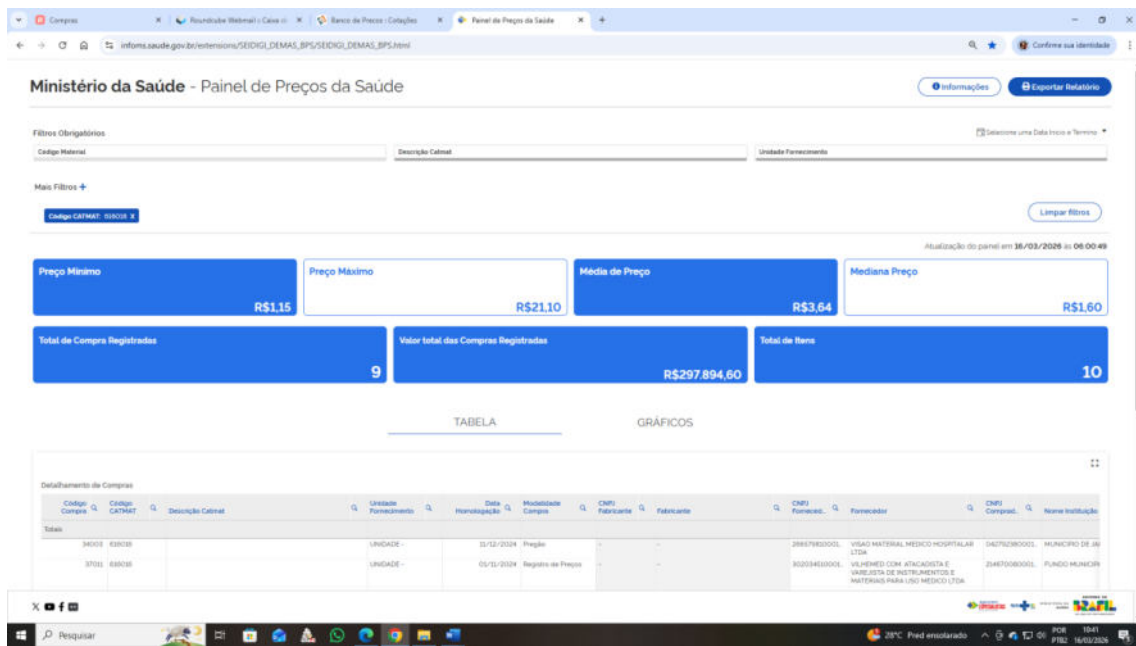 Compras
Roundcube Webmail :: Caixa de
Banco de Preços : Cotações
Painel de Preços da Saúde
infoms.saude.gov.br/extensions/SEIDIGI_DEMAS_BPS/SEIDIGI_DEMAS_BPS.html
Confirme sua identidade
Ministério da Saúde - Painel de Preços da Saúde
Informações
Exportar Relatório
Filtros Obrigatórios
Selecione uma Data Início e Termino
Código Material
Descrição Catmat
Unidade Fornecimento
Mais Filtros +
Código CATMAT: 616018 X
Limpar filtros
Atualização do painel em 16/03/2026 às 06:00:49
Preço Mínimo
R$1,15
Preço Máximo
R$21,10
Média de Preço
R$3,64
Mediana Preço
R$1,60
Total de Compra Registradas
9
Valor total das Compras Registradas
R$297.894,60
Total de Itens
10
TABELA
GRÁFICOS
Detalhamento de Compras
Código Compra
Código CATMAT
Descrição Catmat
Unidade Fornecimento
Data Homologação
Modalidade Compra
CNPJ Fabricante
Fabricante
CNPJ Forneced..
Fornecedor
CNPJ Comprad..
Nome Instituição
Totais
34003 616018 UNIDADE - 11/12/2024 Pregão - - VISAO MATERIAL MEDICO HOSPITALAR LTDA MUNICIPIO DE
37011 616018 UNIDADE - 01/11/2024 Registro de Preços - - VILHEMED COM. ATACADISTA E VAREJISTA DE INSTRUMENTOS E MATERIAIS PARA USO MEDICO LTDA FUNDO
Pesquisar
28°C Pred ensolarado
POR
PTB2
10:41
16/03/2026